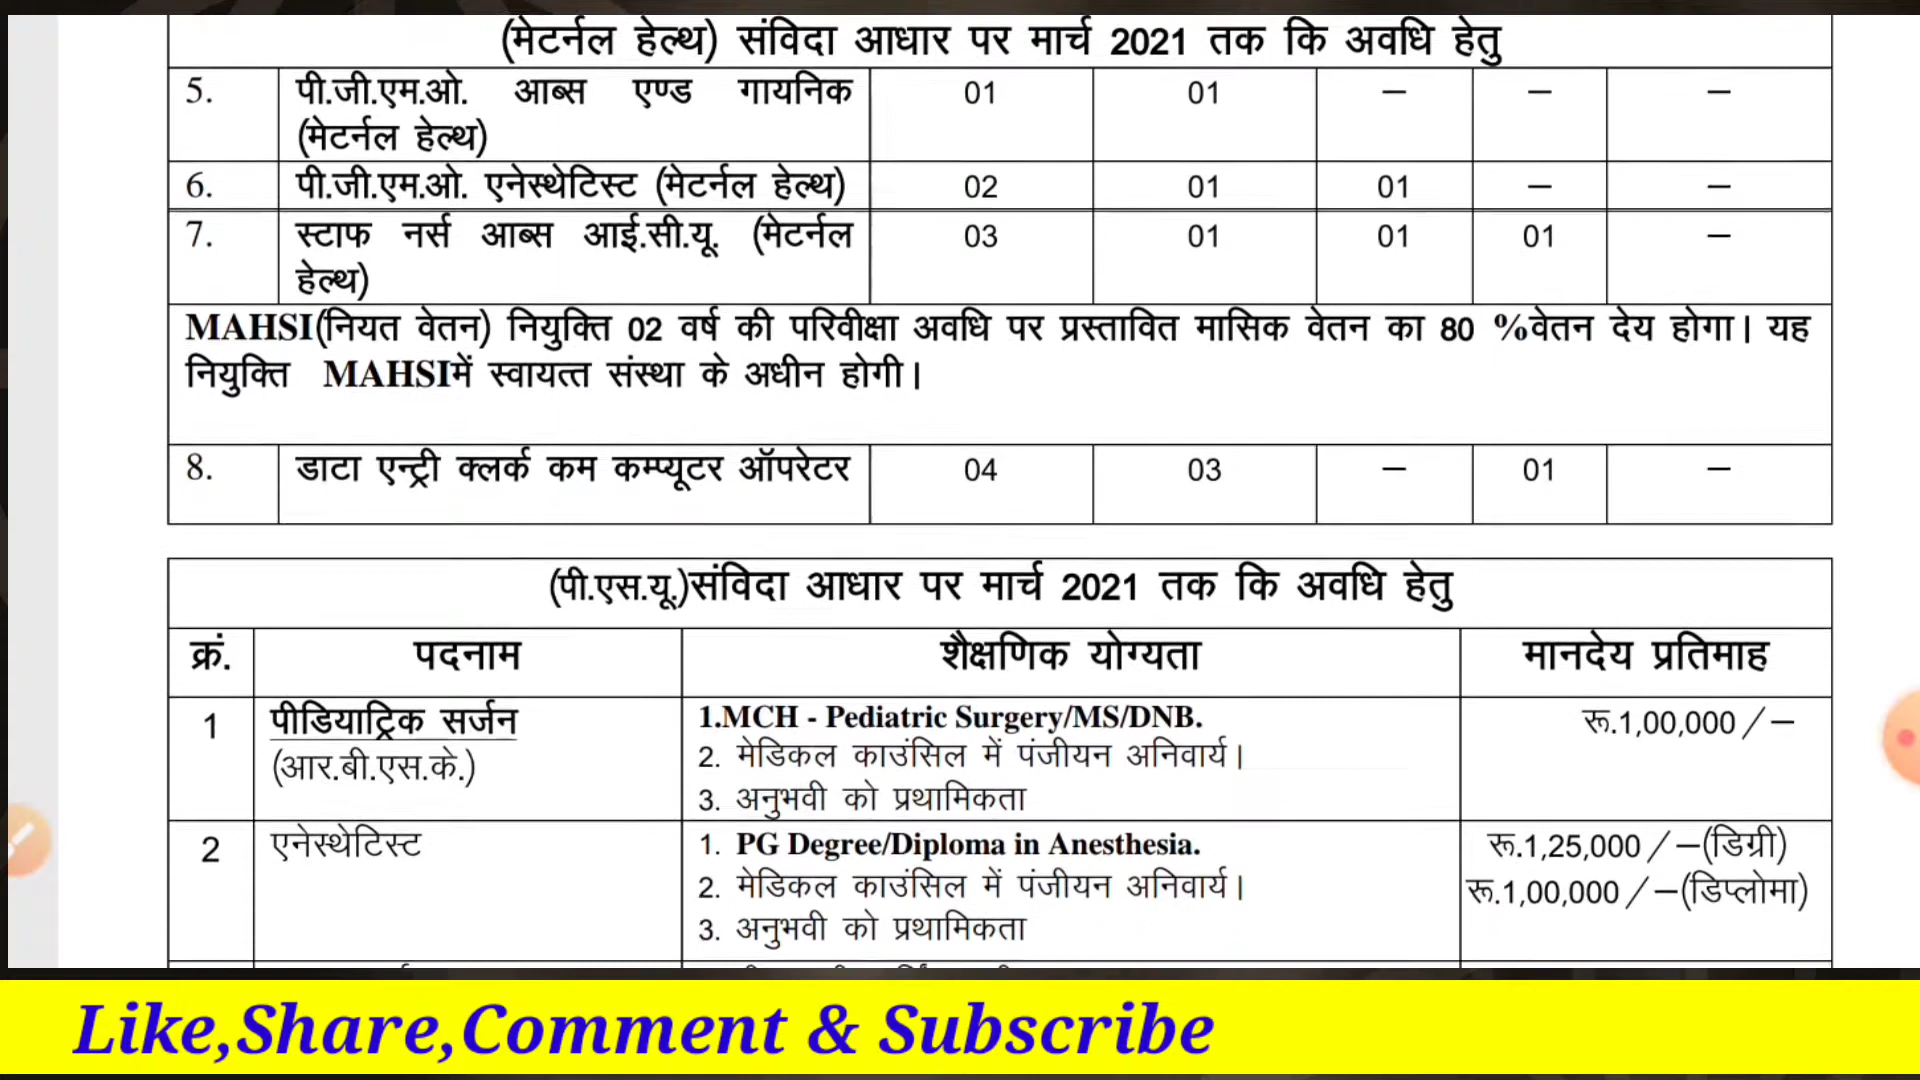 (मेटर्नल हेल्थ) संविदा आधार पर मार्च 2021 तक कि अवधि हेतु
5. पी.जी.एम.ओ. आब्स एण्ड गायनिक 01 01 – – –
(मेटर्नल हेल्थ)
6. पी.जी.एम.ओ. एनेस्थेटिस्ट (मेटर्नल हेल्थ) 02 01 01 – –
7. स्टाफ नर्स आब्स आई.सी.यू. (मेटर्नल 03 01 01 01 –
हेल्थ)
MAHSI(नियत वेतन) नियुक्ति 02 वर्ष की परिवीक्षा अवधि पर प्रस्तावित मासिक वेतन का 80 %वेतन देय होगा। यह
नियुक्ति MAHSIमें स्वायत्त संस्था के अधीन होगी।
8. डाटा एन्ट्री क्लर्क कम कम्प्यूटर ऑपरेटर 04 03 – 01 –
(पी.एस.यू.)संविदा आधार पर मार्च 2021 तक कि अवधि हेतु
क्रं. पदनाम शैक्षणिक योग्यता मानदेय प्रतिमाह
1 पीडियाट्रिक सर्जन 1.MCH - Pediatric Surgery/MS/DNB. रू.1,00,000/–
(आर.बी.एस.के.) 2. मेडिकल काउंसिल में पंजीयन अनिवार्य।
3. अनुभवी को प्रथामिकता
2 एनेस्थेटिस्ट 1. PG Degree/Diploma in Anesthesia. रू.1,25,000/–(डिग्री)
2. मेडिकल काउंसिल में पंजीयन अनिवार्य। रू.1,00,000/–(डिप्लोमा)
3. अनुभवी को प्रथामिकता
Like,Share,Comment & Subscribe